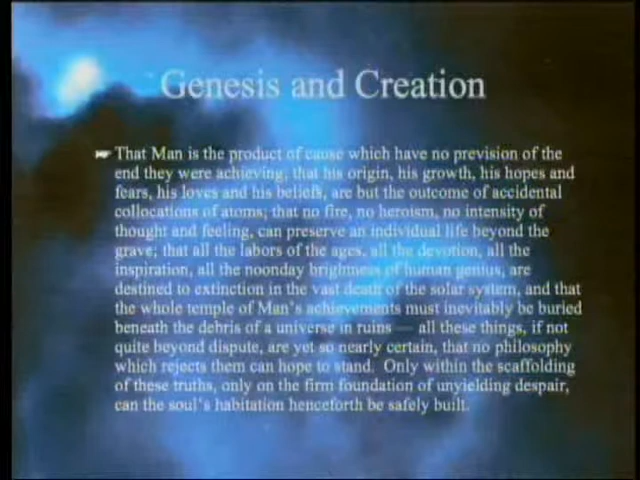 Genesis and Creation
That Man is the product of cause which have no prevision of the
end they were achieving; that his origin, his growth, his hopes and
fears, his loves and his beliefs, are but the outcome of accidental
collocations of atoms; that no fire, no heroism, no intensity of
thought and feeling, can preserve an individual life beyond the
grave; that all the labors of the ages, all the devotion, all the
inspiration, all the noonday brightness of human genius, are
destined to extinction in the vast death of the solar system, and that
the whole temple of Man's achievements must inevitably be buried
beneath the debris of a universe in ruins — all these things, if not
quite beyond dispute, are yet so nearly certain, that no philosophy
which rejects them can hope to stand. Only within the scaffolding
of these truths, only on the firm foundation of unyielding despair,
can the soul's habitation henceforth be safely built.